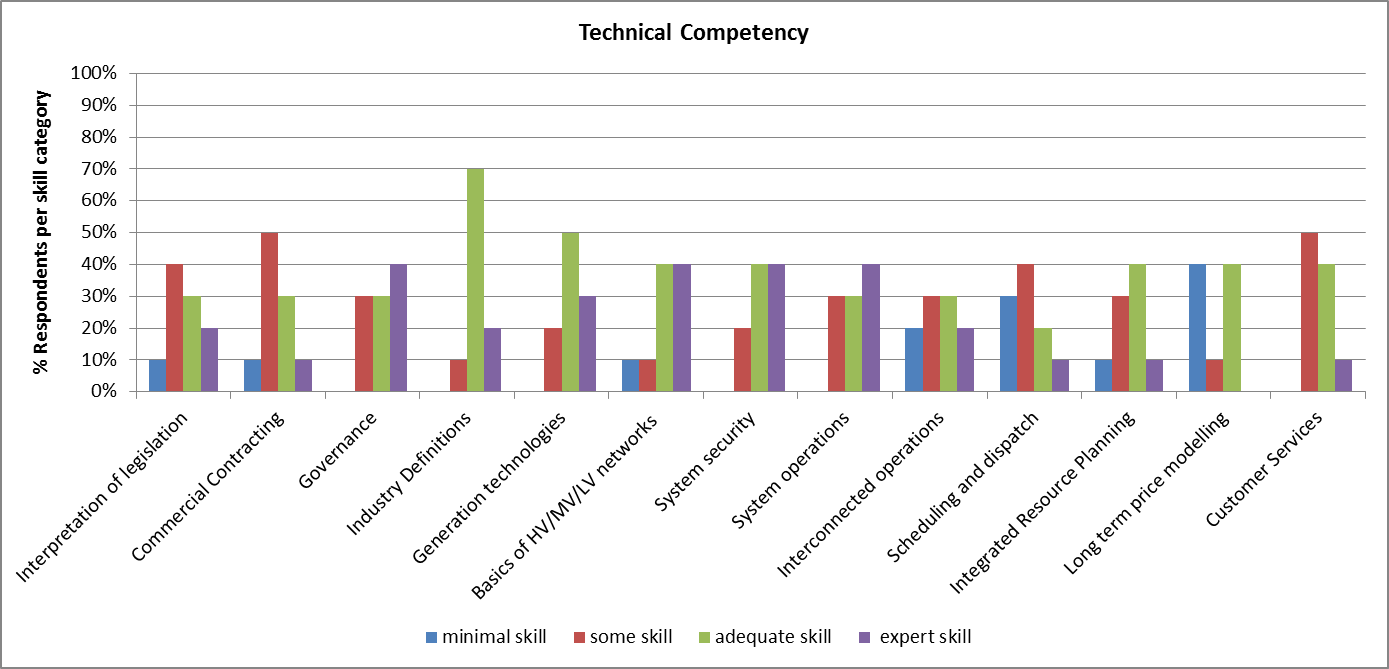 Technical Competency
% Respondents per skill category
100%
90%
80%
70%
60%
50%
40%
30%
20%
10%
0%
Interpretation of legislation
Commercial Contracting
Governance
Industry Definitions
Generation technologies
Basics of HV/MV/LV networks
System security
System operations
Interconnected operations
Scheduling and dispatch
Integrated Resource Planning
Long term price modelling
Customer Services
minimal skill some skill adequate skill expert skill